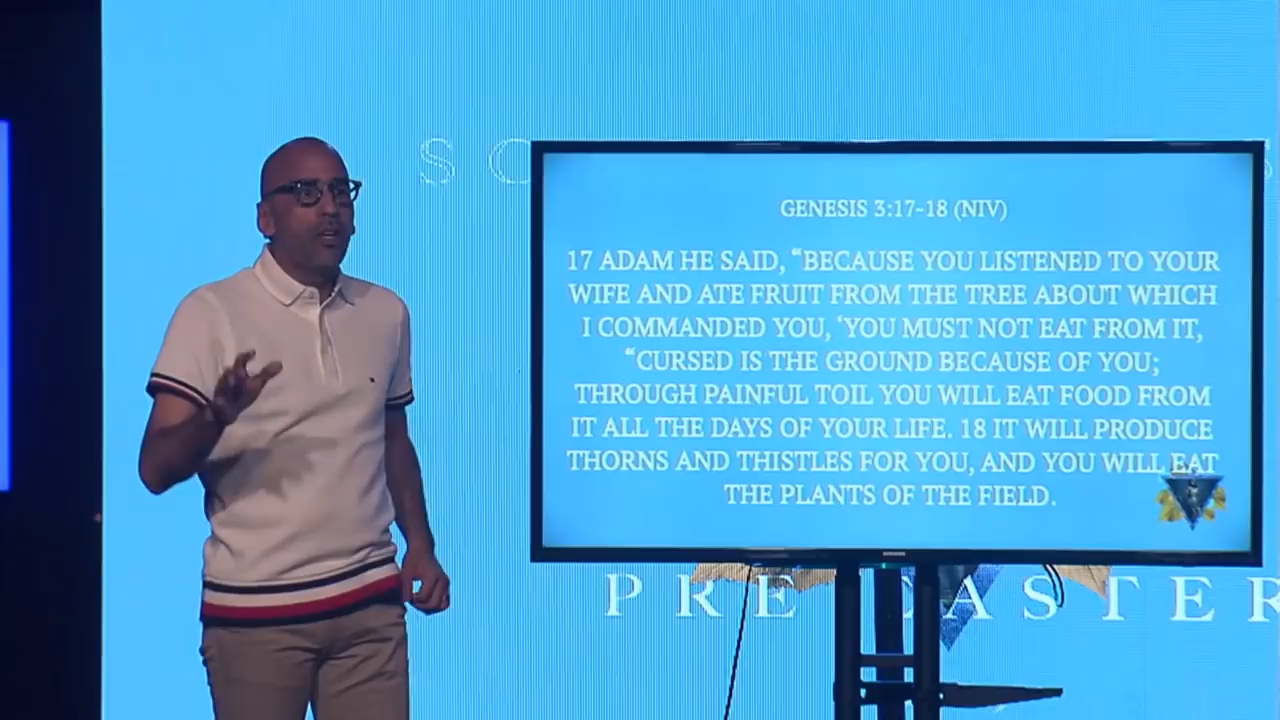 GENESIS 3:17-18 (NIV)
17 ADAM HE SAID, “BECAUSE YOU LISTENED TO YOUR
WIFE AND ATE FRUIT FROM THE TREE ABOUT WHICH
I COMMANDED YOU, ‘YOU MUST NOT EAT FROM IT,
“CURSED IS THE GROUND BECAUSE OF YOU;
THROUGH PAINFUL TOIL YOU WILL EAT FOOD FROM
IT ALL THE DAYS OF YOUR LIFE. 18 IT WILL PRODUCE
THORNS AND THISTLES FOR YOU, AND YOU WILL EAT
THE PLANTS OF THE FIELD.
PRE EASTER